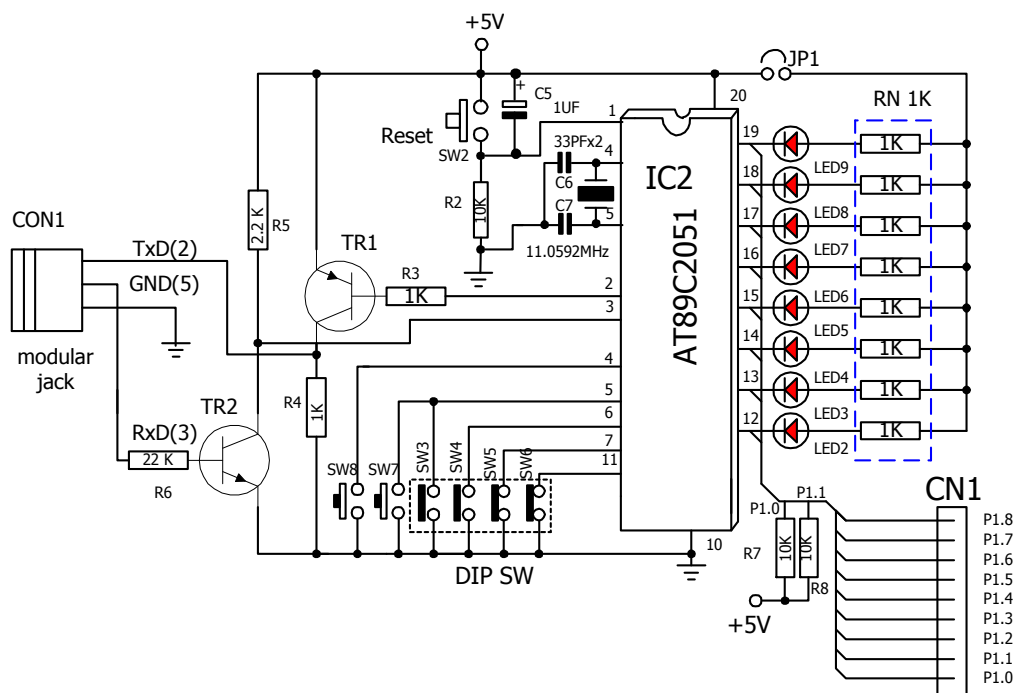 +5V
JP1
+
C5
1UF
20
RN 1K
Reset
SW2
1
19
1K
LED9
33PFx2
4
C6
IC2
18
1K
LED8
R2
10K
C7
5
17
1K
LED7
CON1
2.2 K
R5
11.0592MHz
AT89C2051
16
1K
LED6
TxD(2)
TR1
R3
1K
2
GND(5)
3
15
1K
LED5
modular
jack
4
14
1K
LED4
R4
1K
5
13
1K
LED3
TR2
6
12
1K
LED2
RxD(3)
22 K
R6
SW8
SW7
SW3
SW4
SW5
SW6
7
11
10
DIP SW
P1.0
P1.1
CN1
R7
10K
10K
R8
+5V
P1.8
P1.7
P1.6
P1.5
P1.4
P1.3
P1.2
P1.1
P1.0